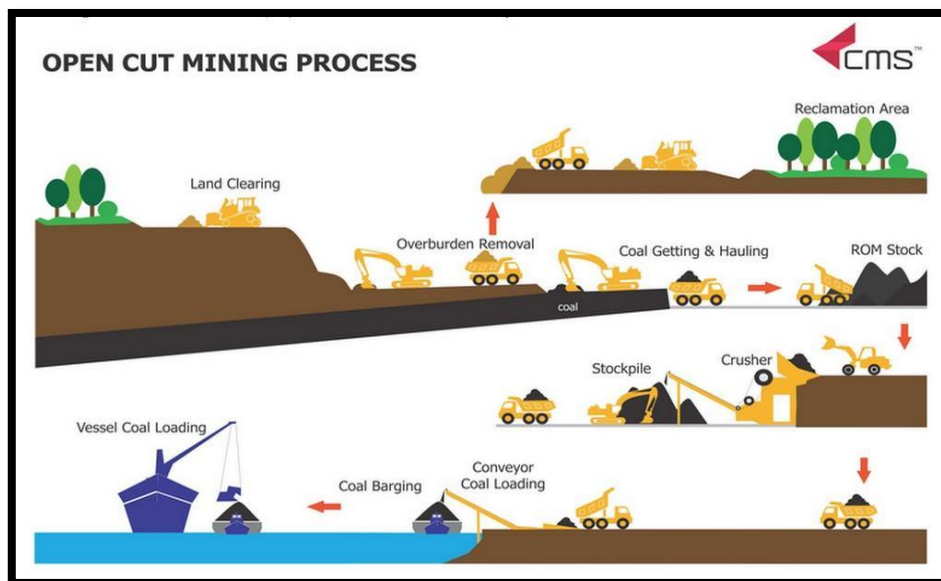 OPEN CUT MINING PROCESS
cms™
Reclamation Area
Land Clearing
Overburden Removal
Coal Getting & Hauling
ROM Stock
coal
Stockpile
Crusher
Vessel Coal Loading
Coal Barging
Conveyor
Coal Loading